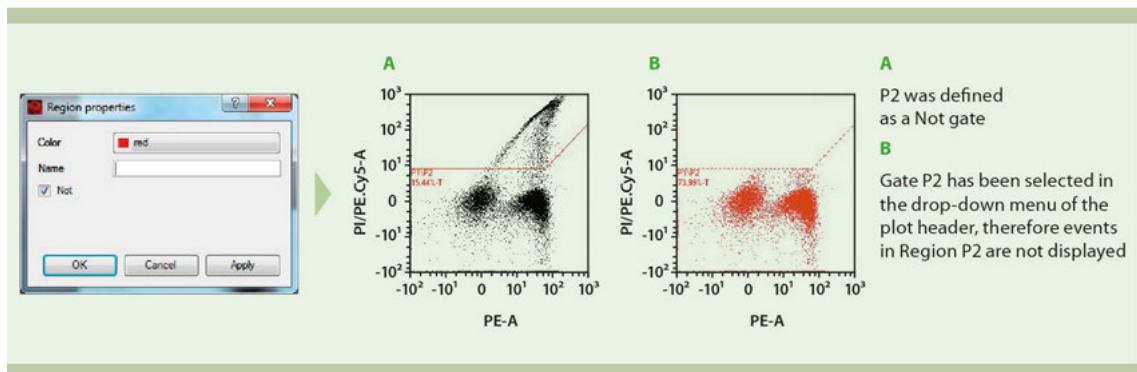 Region properties
Color
red
Name
Not
OK Cancel Apply
A
PI/PE.Cy5-A
10³
10²
10¹
0
-10¹
-10²
-10² -10¹ 0 10¹ 10² 10³
PE-A
B
PI/PE.Cy5-A
10³
10²
10¹
0
-10¹
-10²
-10² -10¹ 0 10¹ 10² 10³
PE-A
A
P2 was defined
as a Not gate
B
Gate P2 has been selected in
the drop-down menu of the
plot header, therefore events
in Region P2 are not displayed